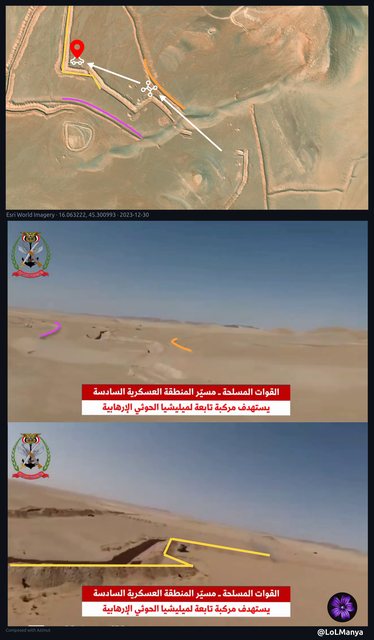 Esri World Imagery · 16.063222, 45.300993 · 2023-12-30
القوات المسلحة - مسيّر المنطقة العسكرية السادسة
يستهدف مركبة تابعة لميليشيا الحوثي الإرهابية
القوات المسلحة - مسيّر المنطقة العسكرية السادسة
يستهدف مركبة تابعة لميليشيا الحوثي الإرهابية
@LoLManya